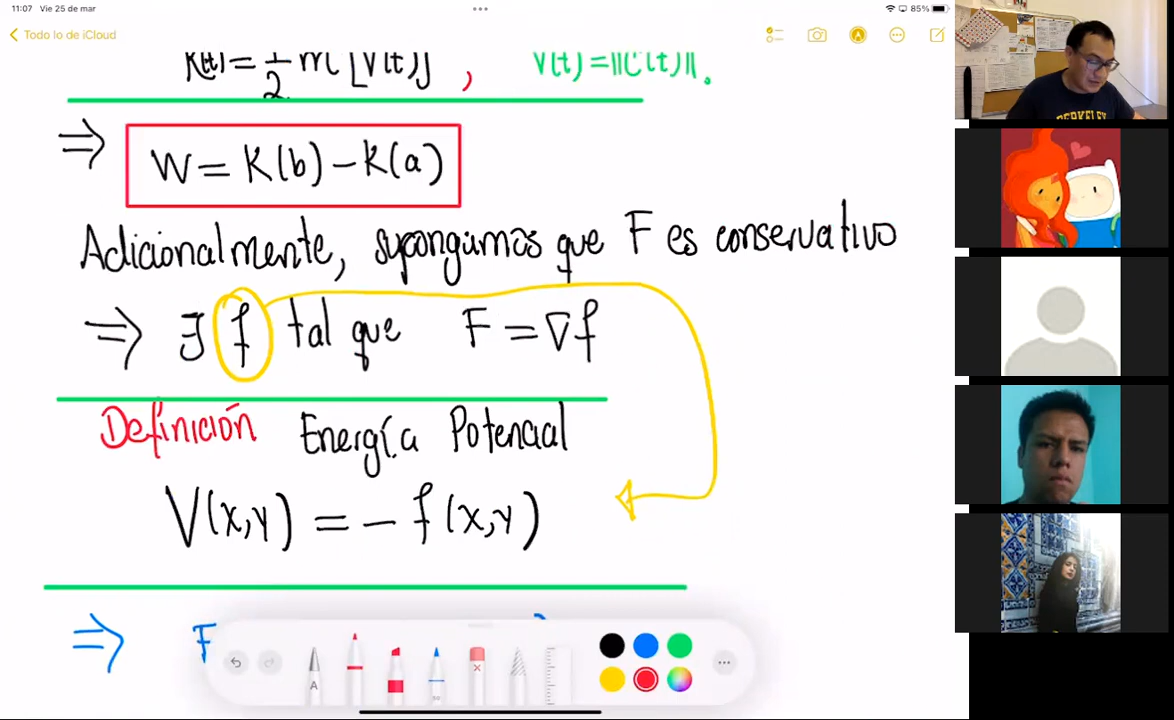 11:07 Vie 25 de mar
85%
Todo lo de iCloud
K(t) = 1/2 m [V(t)] , V(t) = ||C'(t)||.
⇒ W = K(b) - K(a)
Adicionalmente, supongamos que F es conservativo
⇒ ∃ f tal que F = ∇f
Definición Energía Potencial
V(x,y) = - f(x,y)
⇒ F
A
BERKELEY